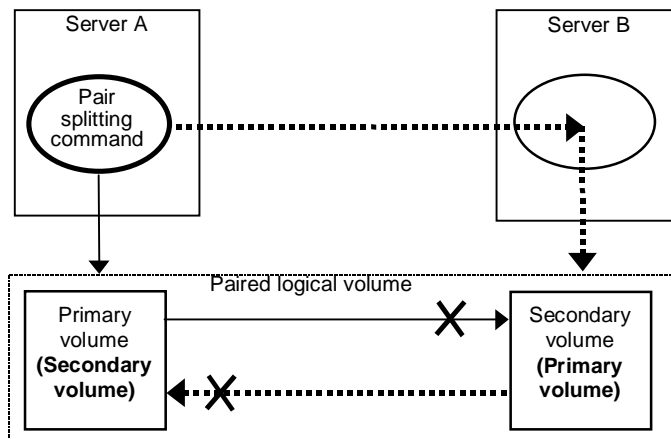 Server A
Server B
Pair
splitting
command
Paired logical volume
Primary
volume
(Secondary
volume)
Secondary
volume
(Primary
volume)